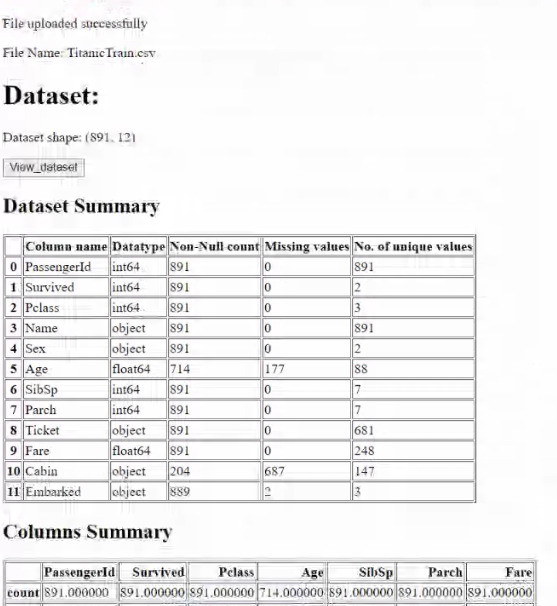 File uploaded successfully
File Name: TitanicTrain.csv
Dataset:
Dataset shape: (891, 12)
View_dataset
Dataset Summary
Column name Datatype Non-Null count Missing values No. of unique values
0 PassengerId int64 891 0 891
1 Survived int64 891 0 2
2 Pclass int64 891 0 3
3 Name object 891 0 891
4 Sex object 891 0 2
5 Age float64 714 177 88
6 SibSp int64 891 0 7
7 Parch int64 891 0 7
8 Ticket object 891 0 681
9 Fare float64 891 0 248
10 Cabin object 204 687 147
11 Embarked object 889 2 3
Columns Summary
PassengerId Survived Pclass Age SibSp Parch Fare
count 891.000000 891.000000 891.000000 714.000000 891.000000 891.000000 891.000000